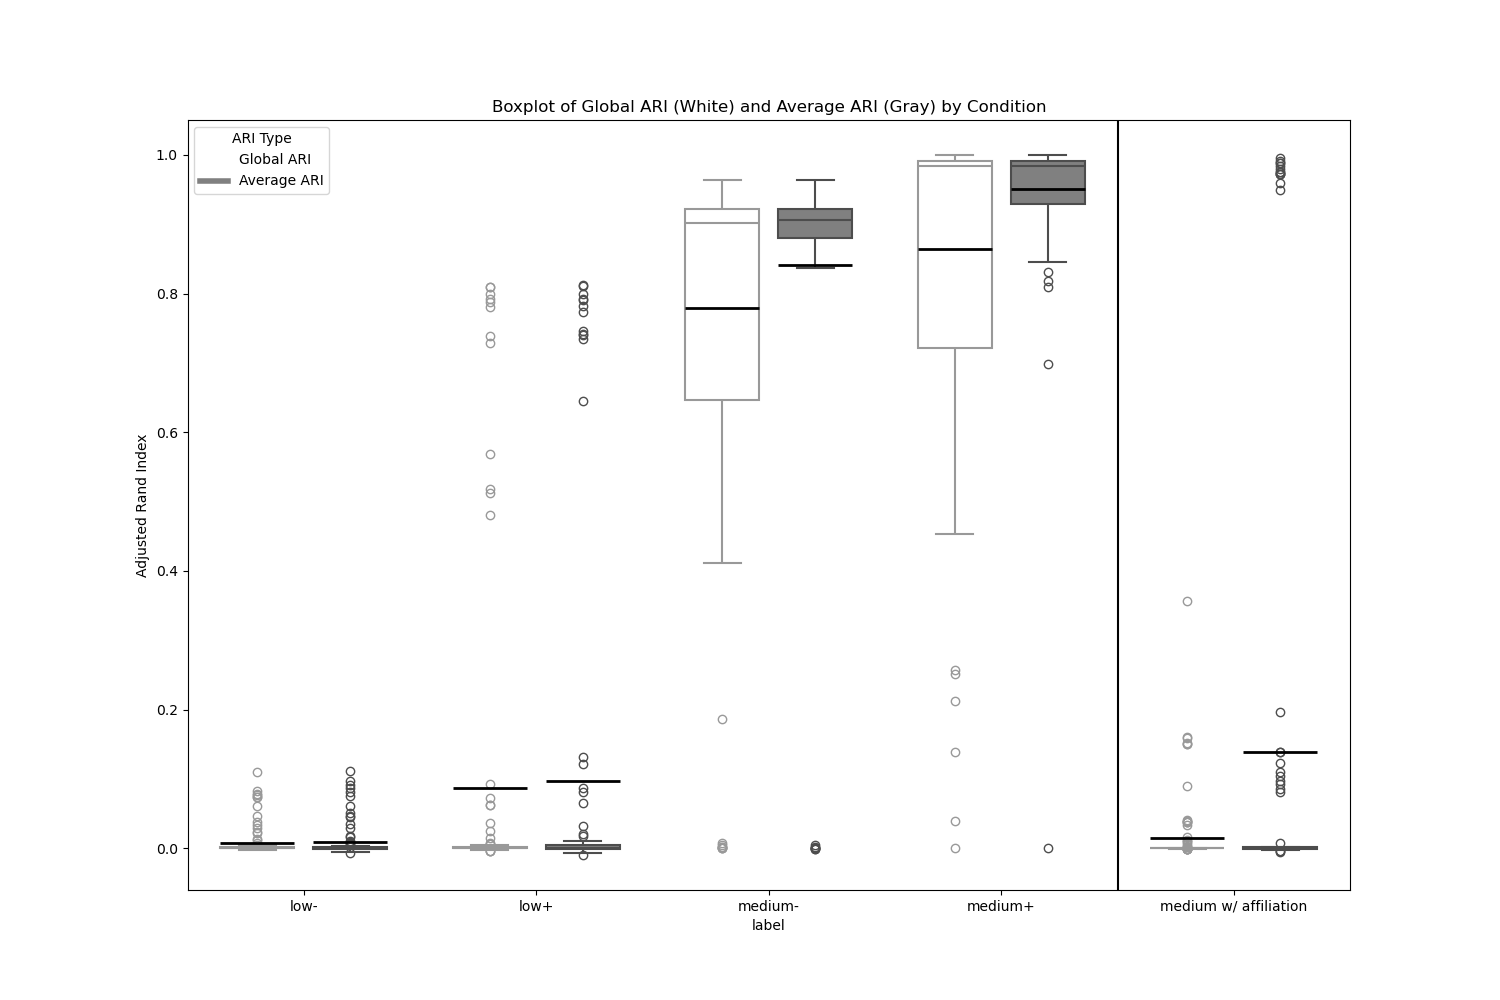 Boxplot of Global ARI (White) and Average ARI (Gray) by Condition
ARI Type
Global ARI
Average ARI
Adjusted Rand Index
1.0
0.8
0.6
0.4
0.2
0.0
low-
low+
medium-
medium+
medium w/ affiliation
label